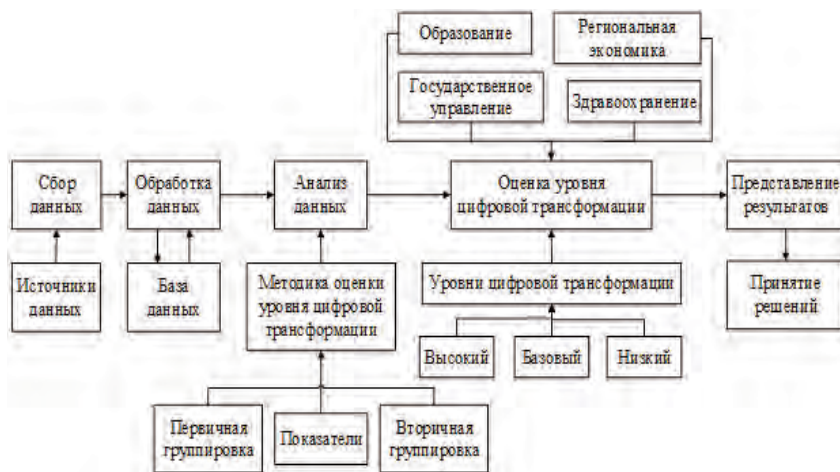 Образование
Региональная
экономика
Государственное
управление
Здравоохранение
Сбор
данных
Обработка
данных
Анализ
данных
Оценка уровня
цифровой трансформации
Представление
результатов
Источники
данных
База
данных
Методика оценки
уровня цифровой
трансформации
Уровни цифровой трансформации
Принятие
решений
Высокий
Базовый
Низкий
Первичная
группировка
Показатели
Вторичная
группировка